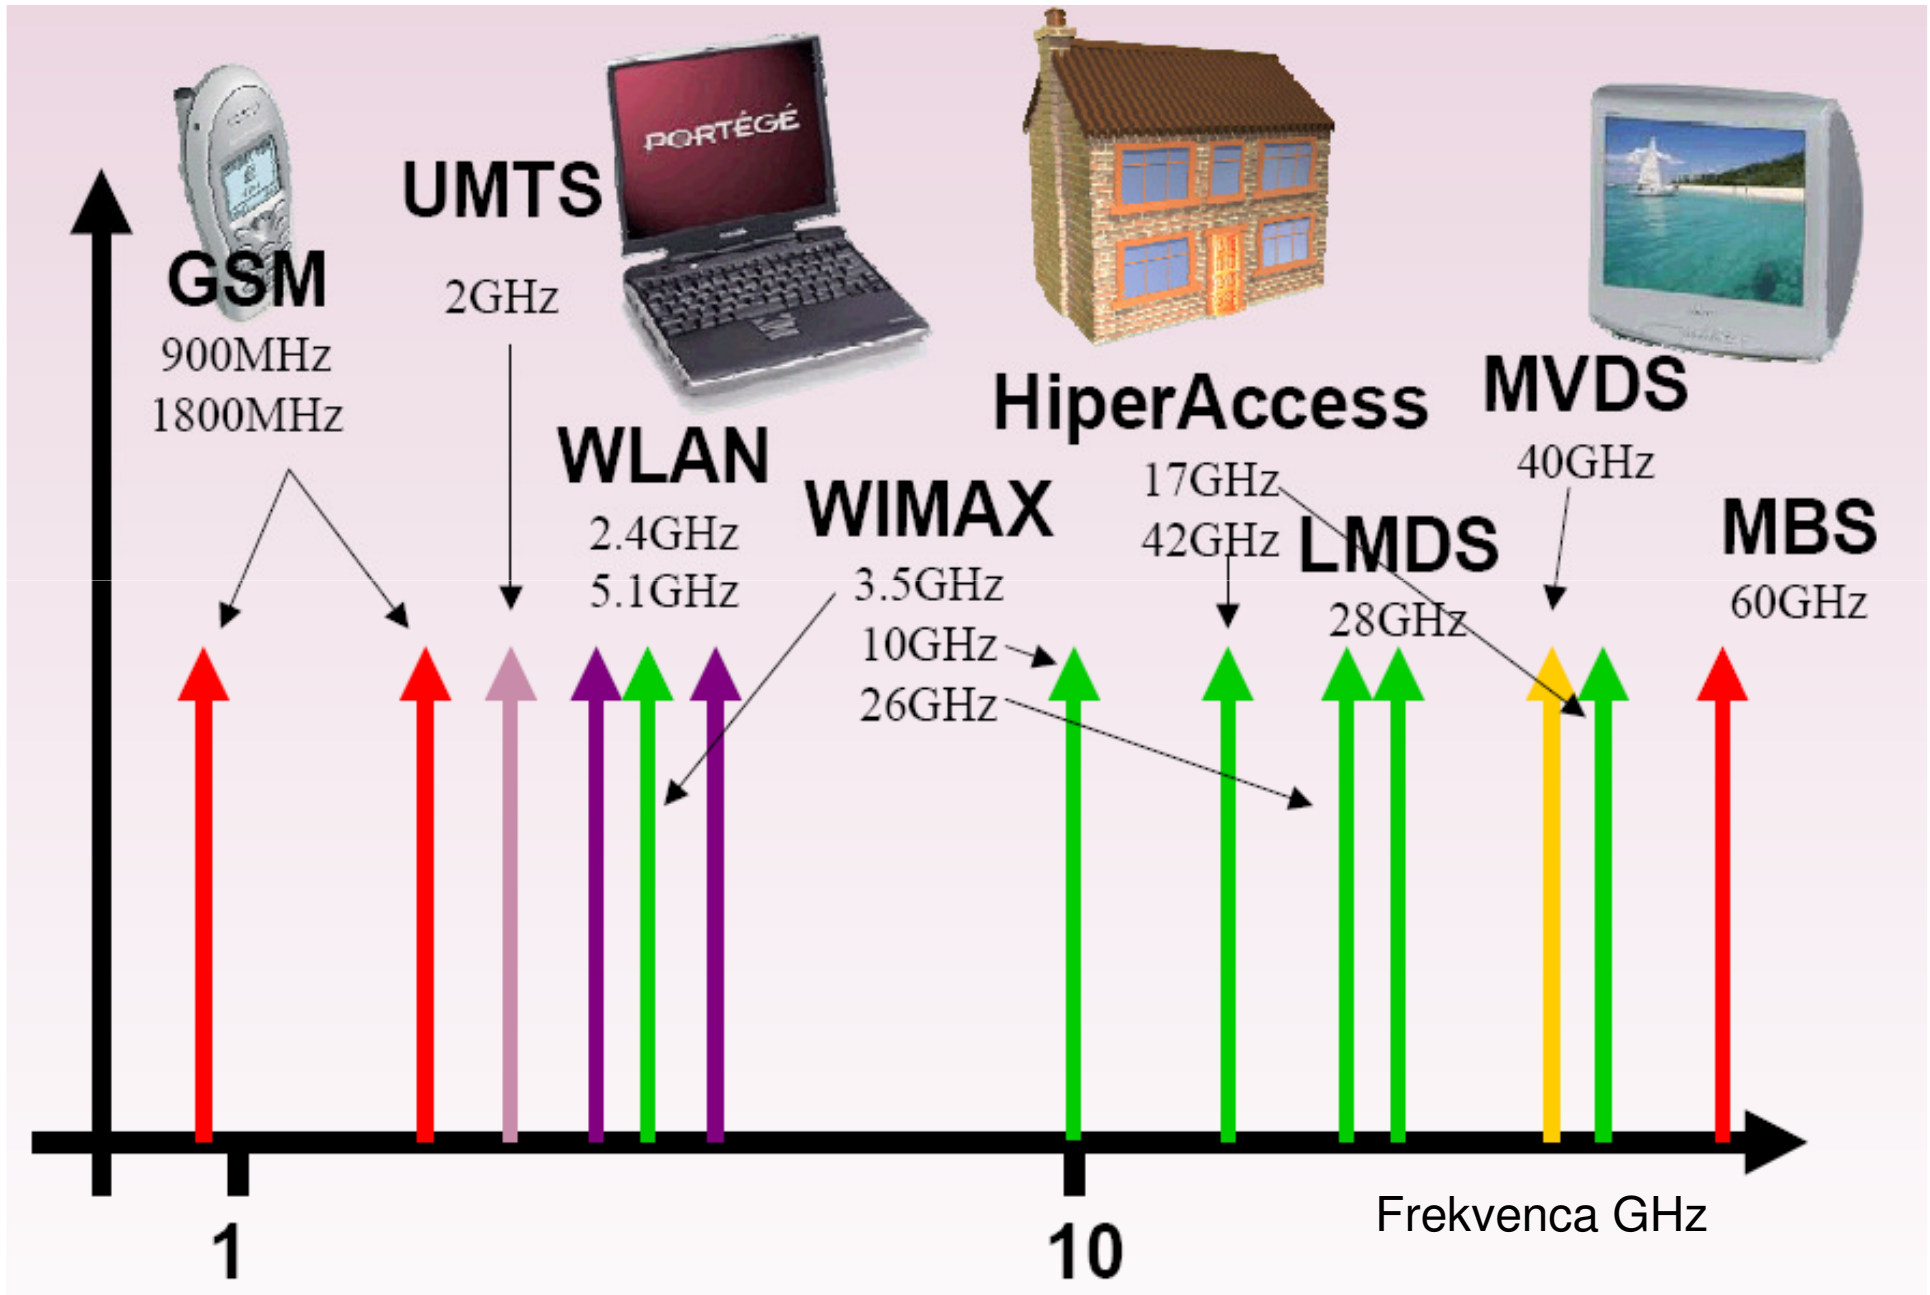 PORTÉGÉ
UMTS
2GHz
GSM
900MHz
1800MHz
WLAN
2.4GHz
5.1GHz
WIMAX
3.5GHz
10GHz
26GHz
HiperAccess
17GHz
42GHz
LMDS
28GHz
MVDS
40GHz
MBS
60GHz
1
10
Frekvenca GHz